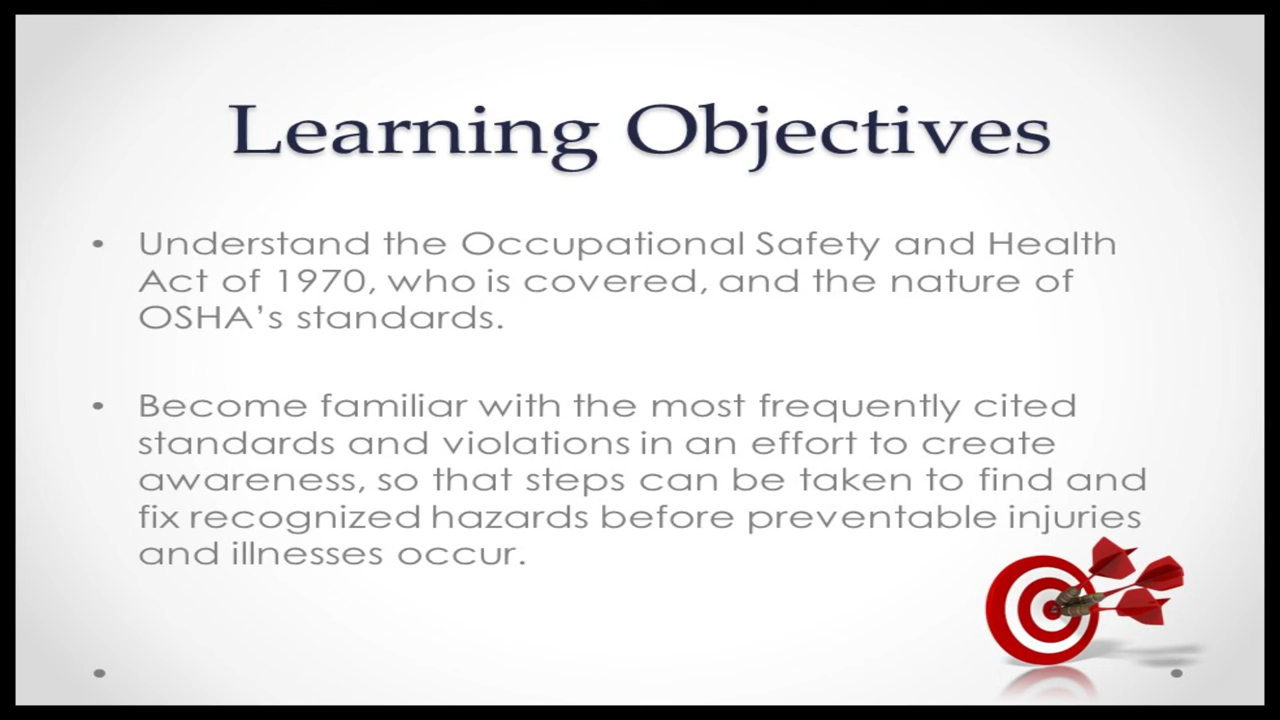 Learning Objectives
• Understand the Occupational Safety and Health
Act of 1970, who is covered, and the nature of
OSHA’s standards.
• Become familiar with the most frequently cited
standards and violations in an effort to create
awareness, so that steps can be taken to find and
fix recognized hazards before preventable injuries
and illnesses occur.